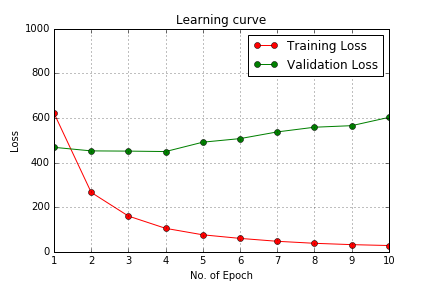 Learning curve
1000
800
600
400
200
0
Loss
Training Loss
Validation Loss
1 2 3 4 5 6 7 8 9 10
No. of Epoch